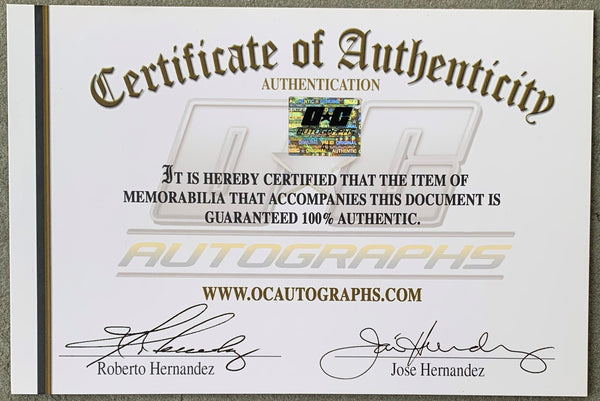 Certificate of Authenticity
AUTHENTICATION
O★C
AUTOGRAPHS
IT IS HEREBY CERTIFIED THAT THE ITEM OF
MEMORABILIA THAT ACCOMPANIES THIS DOCUMENT IS
GUARANTEED 100% AUTHENTIC.
O★C
AUTOGRAPHS
WWW.OCAUTOGRAPHS.COM
Roberto Hernandez
Jose Hernandez